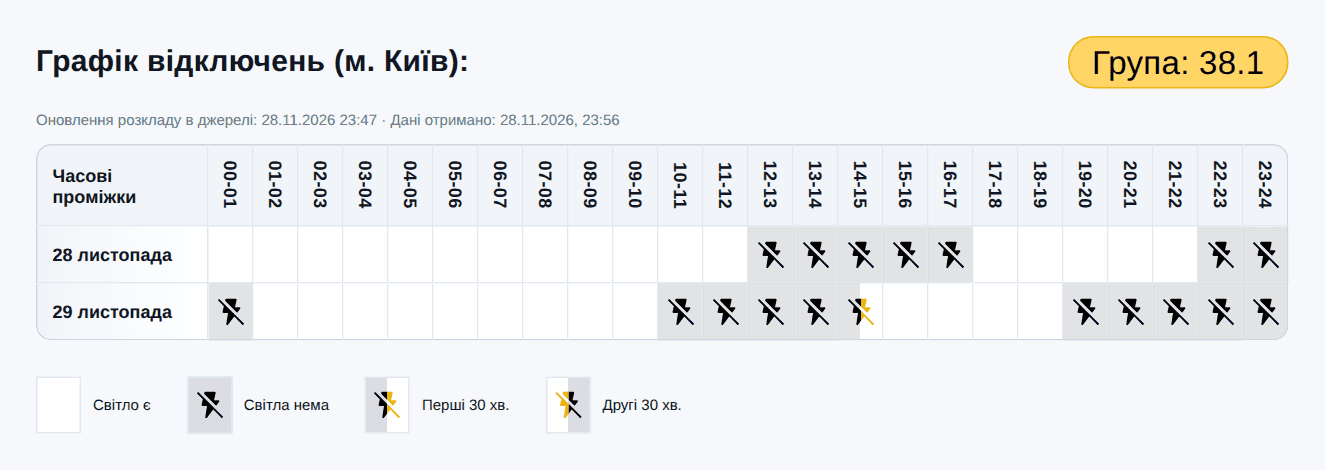 Графік відключень (м. Київ):
Група: 38.1
Оновлення розкладу в джерелі: 28.11.2026 23:47 · Дані отримано: 28.11.2026, 23:56
Часові
проміжки
00-01
01-02
02-03
03-04
04-05
05-06
06-07
07-08
08-09
09-10
10-11
11-12
12-13
13-14
14-15
15-16
16-17
17-18
18-19
19-20
20-21
21-22
22-23
23-24
28 листопада
29 листопада
Світло є
Світла нема
Перші 30 хв.
Другі 30 хв.